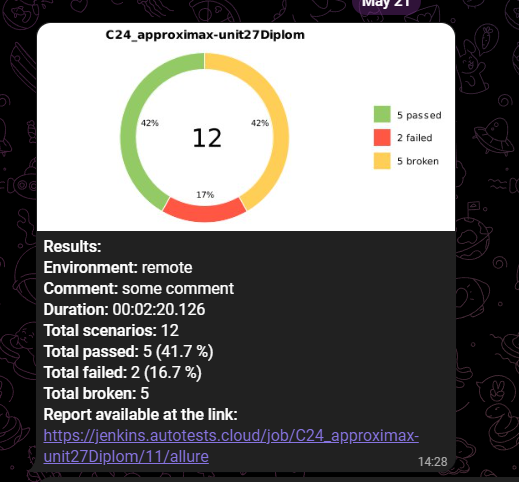 May 21
C24_approximax-unit27Diplom
42%
42%
12
17%
5 passed
2 failed
5 broken
Results:
Environment: remote
Comment: some comment
Duration: 00:02:20.126
Total scenarios: 12
Total passed: 5 (41.7 %)
Total failed: 2 (16.7 %)
Total broken: 5
Report available at the link:
https://jenkins.autotests.cloud/job/C24_approximax-
unit27Diplom/11/allure
14:28